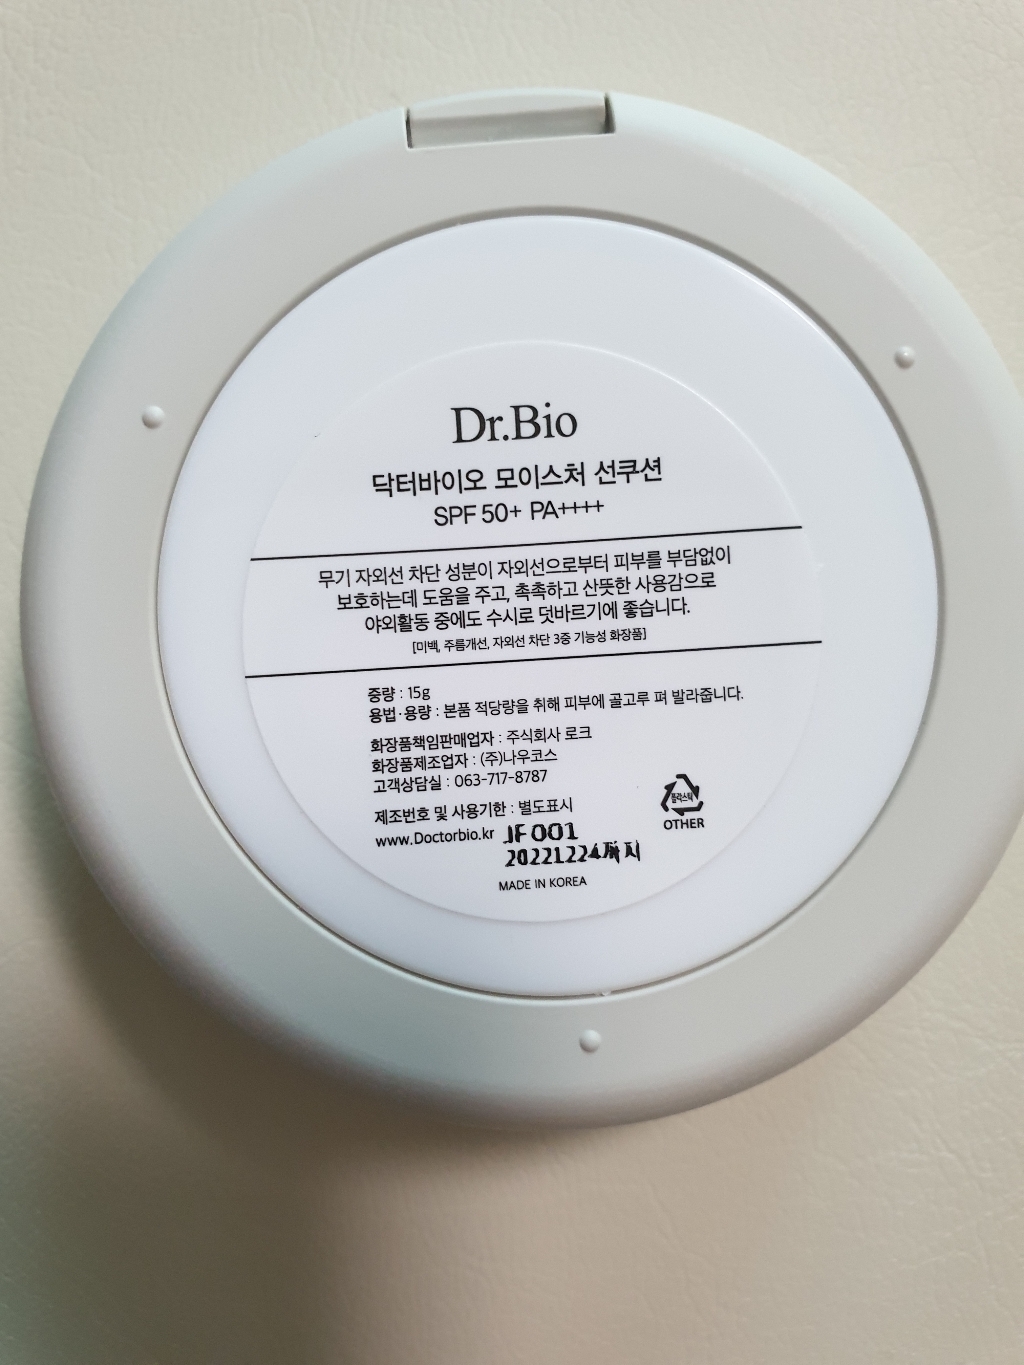 Dr.Bio
닥터바이오 모이스처 선쿠션
SPF 50+ PA++++
무기 자외선 차단 성분이 자외선으로부터 피부를 부담없이
보호하는데 도움을 주고, 촉촉하고 산뜻한 사용감으로
야외활동 중에도 수시로 덧바르기에 좋습니다.
[미백, 주름개선, 자외선 차단 3중 기능성 화장품]
중량 : 15g
용법·용량 : 본품 적당량을 취해 피부에 골고루 펴 발라줍니다.
화장품책임판매업자 : 주식회사 로크
화장품제조업자 : (주)나우코스
고객상담실 : 063-717-8787
제조번호 및 사용기한 : 별도표시
www.Doctorbio.kr JF001
20221224까지
플라스틱
OTHER
MADE IN KOREA